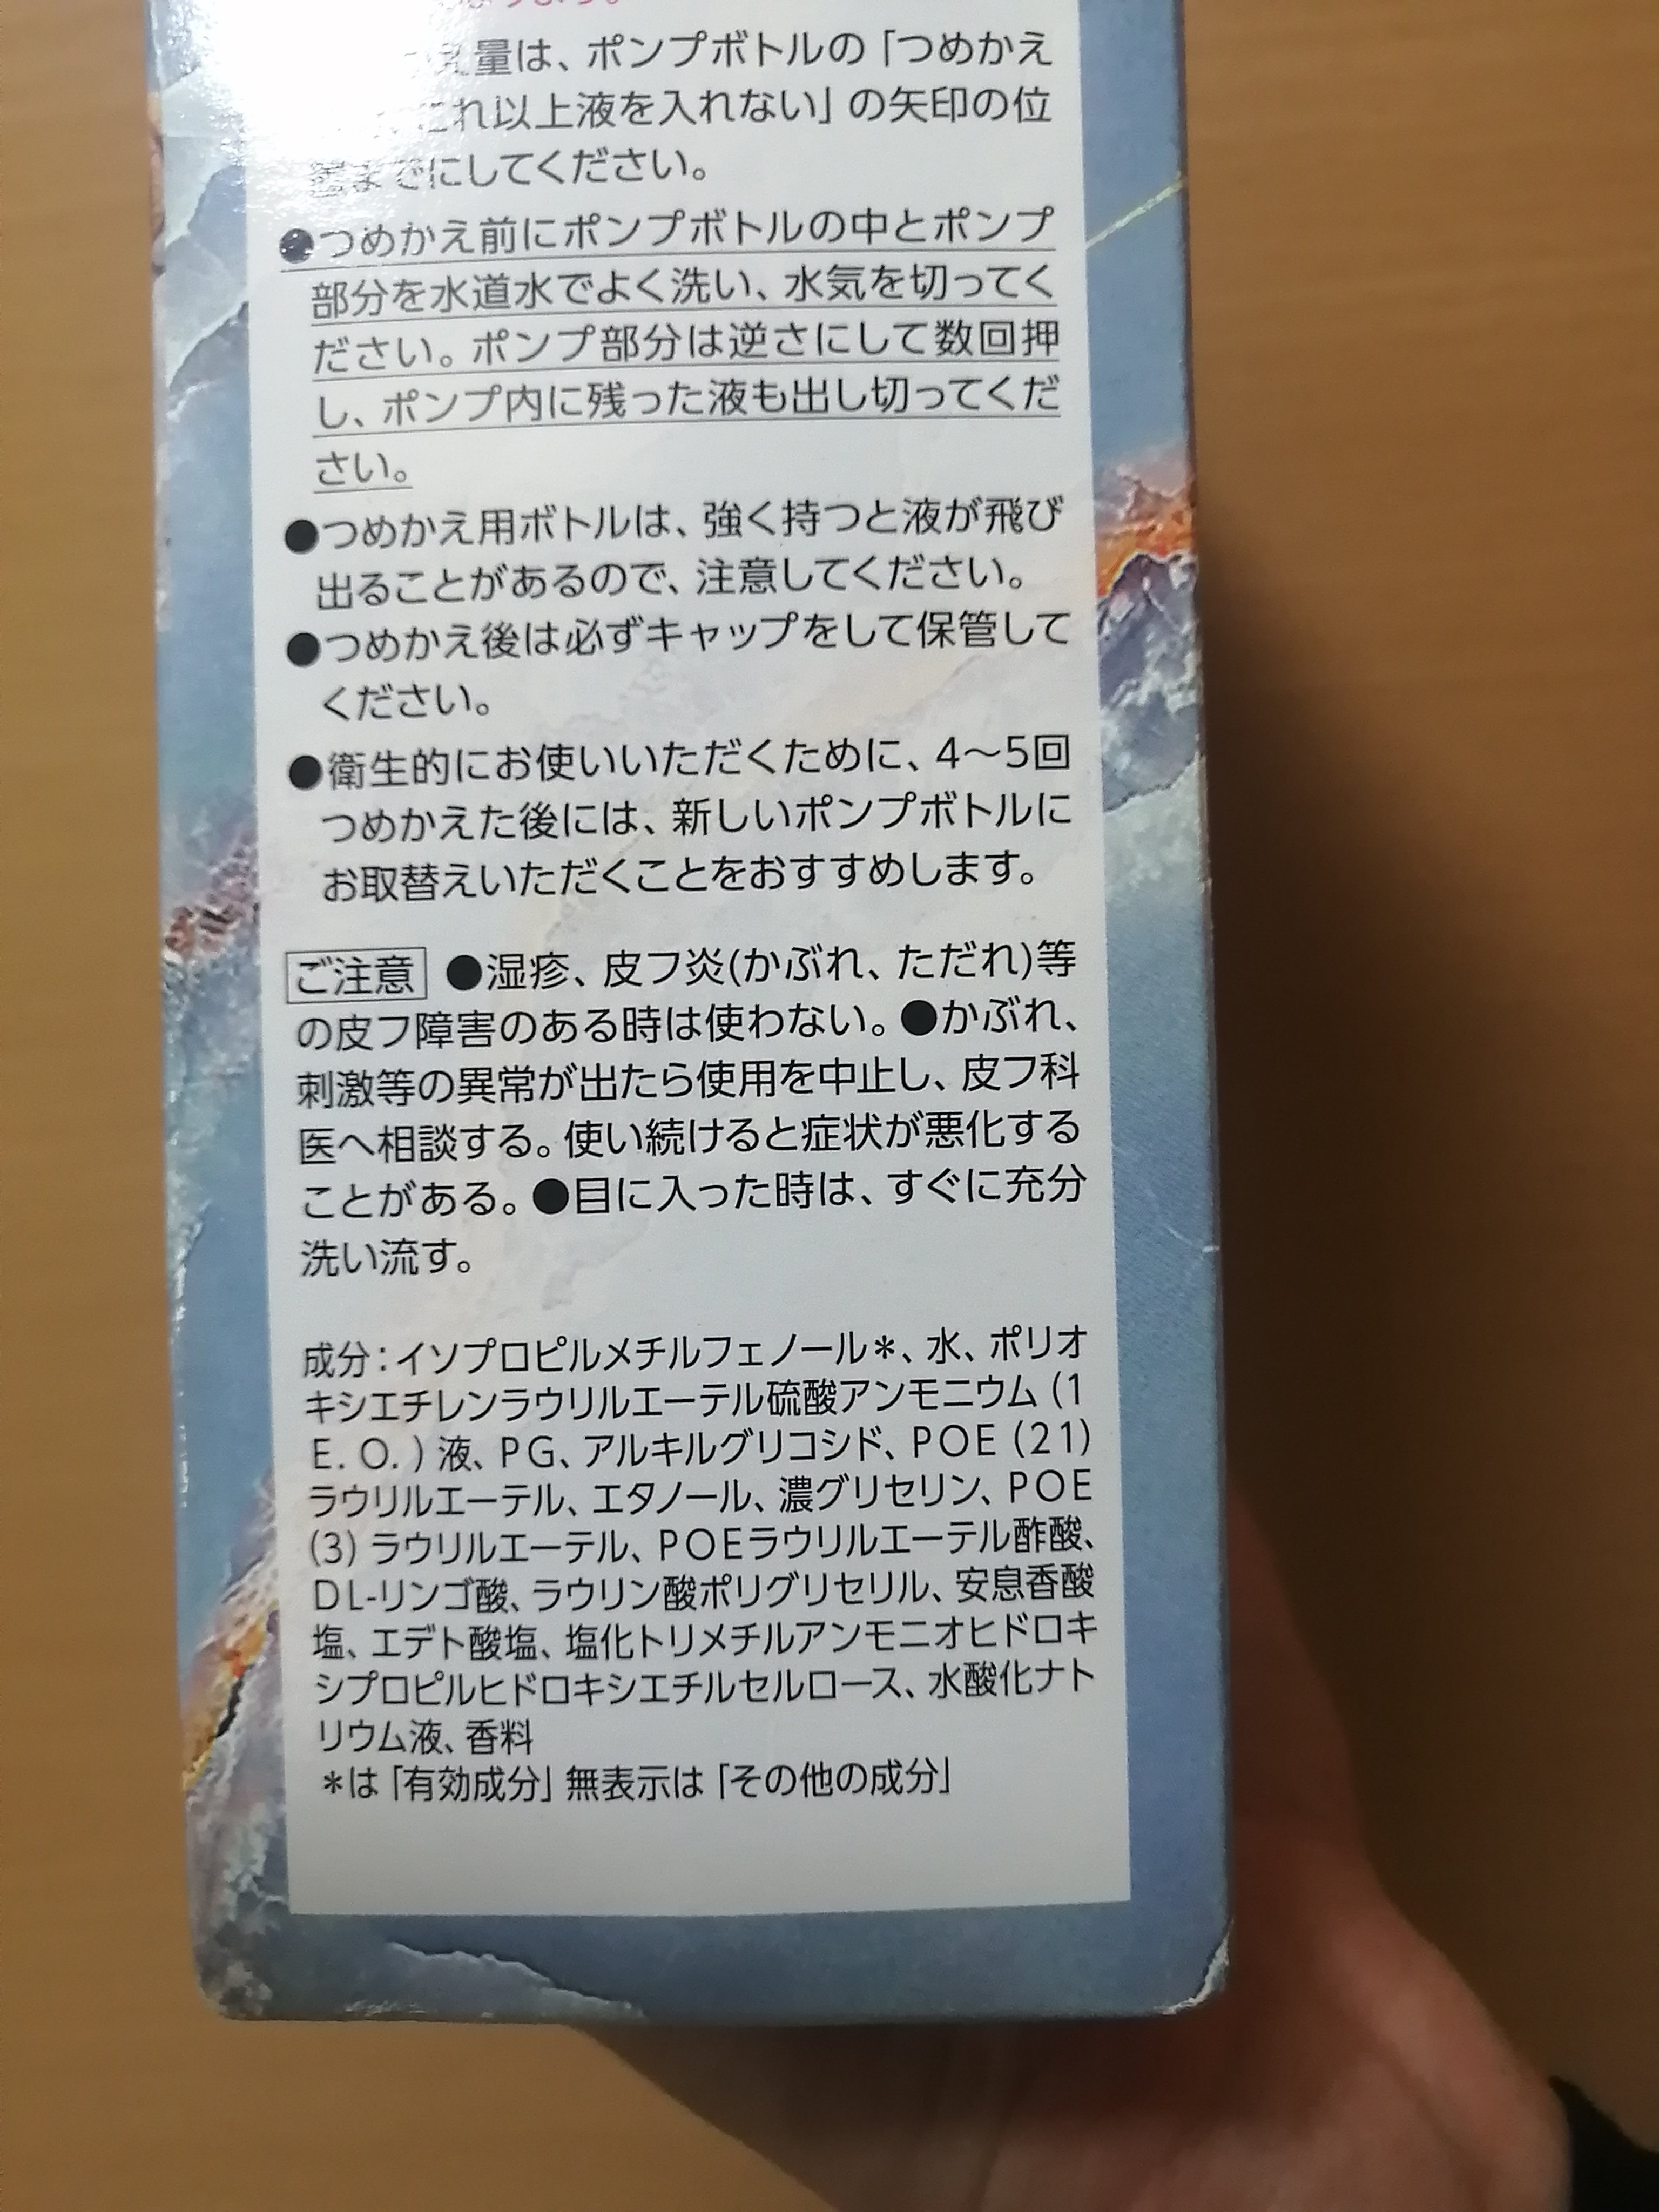 量は、ポンプボトルの「つめかえ
これ以上液を入れない」の矢印の位
置までにしてください。
●つめかえ前にポンプボトルの中とポンプ
部分を水道水でよく洗い、水気を切ってく
ださい。ポンプ部分は逆さにして数回押
し、ポンプ内に残った液も出し切ってくだ
さい。
●つめかえ用ボトルは、強く持つと液が飛び
出ることがあるので、注意してください。
●つめかえ後は必ずキャップをして保管して
ください。
●衛生的にお使いいただくために、4～5回
つめかえた後には、新しいポンプボトルに
お取替えいただくことをおすすめします。
ご注意 ●湿疹、皮フ炎(かぶれ、ただれ)等
の皮フ障害のある時は使わない。●かぶれ、
刺激等の異常が出たら使用を中止し、皮フ科
医へ相談する。使い続けると症状が悪化する
ことがある。●目に入った時は、すぐに充分
洗い流す。
成分：イソプロピルメチルフェノール＊、水、ポリオ
キシエチレンラウリルエーテル硫酸アンモニウム（1
E．O．）液、PG、アルキルグリコシド、POE（21）
ラウリルエーテル、エタノール、濃グリセリン、POE
（3）ラウリルエーテル、POEラウリルエーテル酢酸、
DL-リンゴ酸、ラウリン酸ポリグリセリル、安息香酸
塩、エデト酸塩、塩化トリメチルアンモニオヒドロキ
シプロピルヒドロキシエチルセルロース、水酸化ナト
リウム液、香料
＊は「有効成分」無表示は「その他の成分」